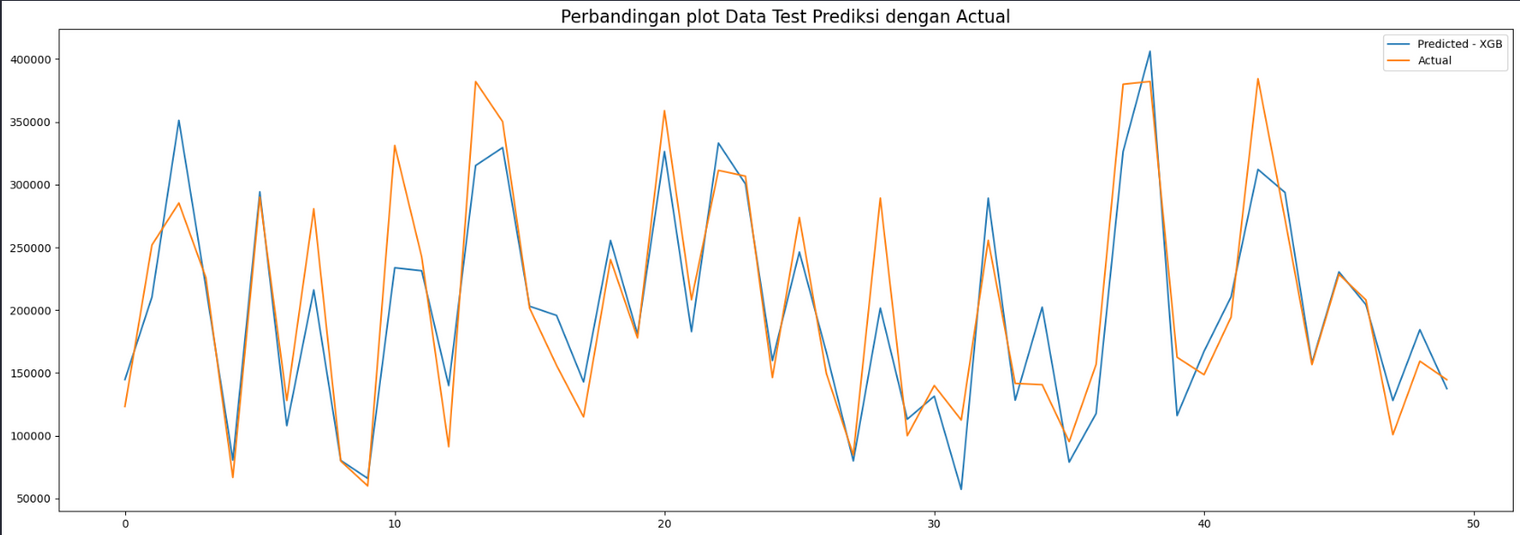 Perbandingan plot Data Test Prediksi dengan Actual
Predicted - XGB
Actual
400000
350000
300000
250000
200000
150000
100000
50000
0 10 20 30 40 50